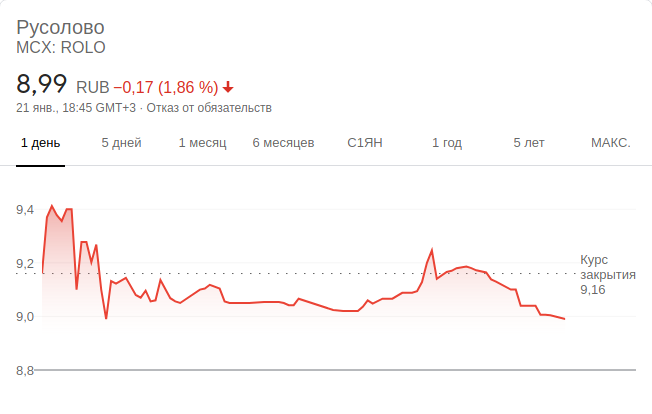 Русолово
MCX: ROLO
8,99 RUB −0,17 (1,86 %)
21 янв., 18:45 GMT+3 · Отказ от обязательств
1 день 5 дней 1 месяц 6 месяцев С1ЯН 1 год 5 лет МАКС.
9,4
9,2
9,0
8,8
Курс
закрытия
9,16